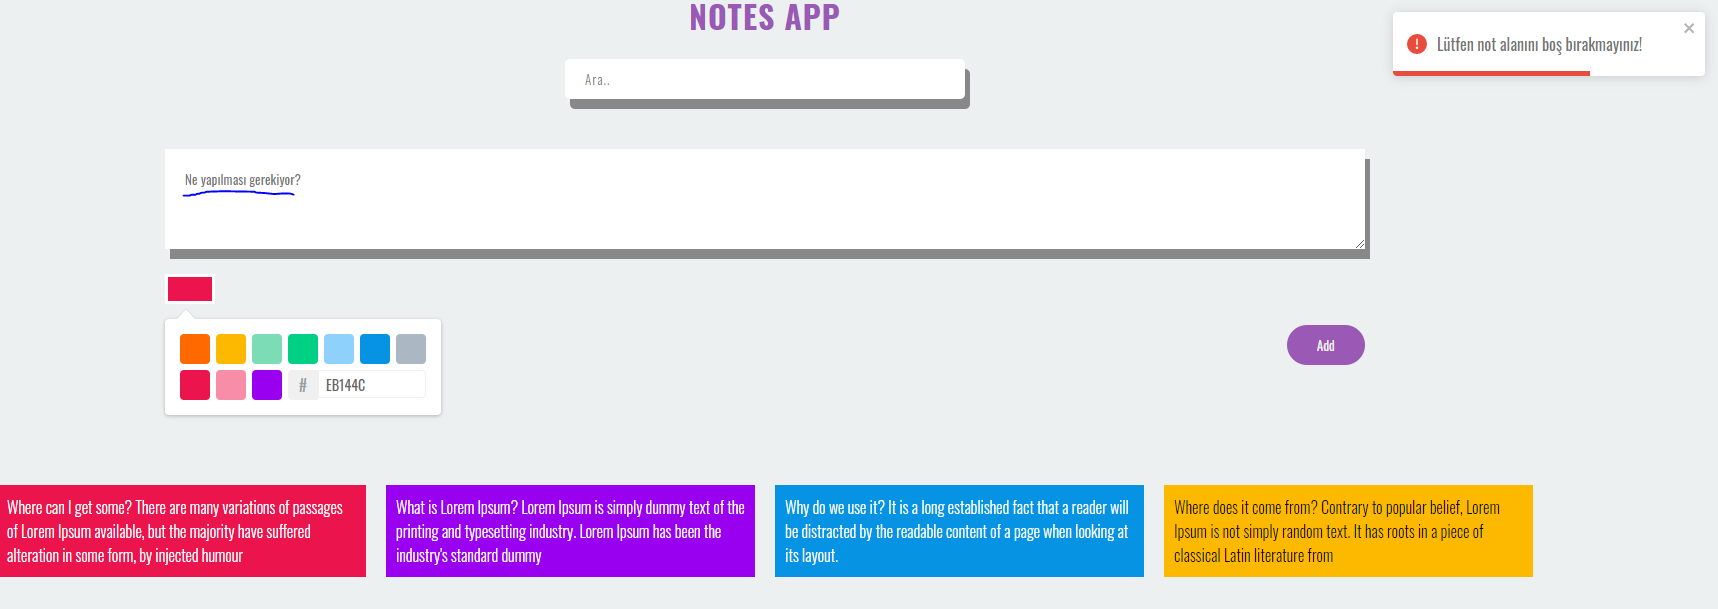 NOTES APP
Lütfen not alanını boş bırakmayınız!
Ara..
Ne yapılması gerekiyor?
Add
# EB144C
Where can I get some? There are many variations of passages
of Lorem Ipsum available, but the majority have suffered
alteration in some form, by injected humour
What is Lorem Ipsum? Lorem Ipsum is simply dummy text of the
printing and typesetting industry. Lorem Ipsum has been the
industry's standard dummy
Why do we use it? It is a long established fact that a reader will
be distracted by the readable content of a page when looking at
its layout.
Where does it come from? Contrary to popular belief, Lorem
Ipsum is not simply random text. It has roots in a piece of
classical Latin literature from